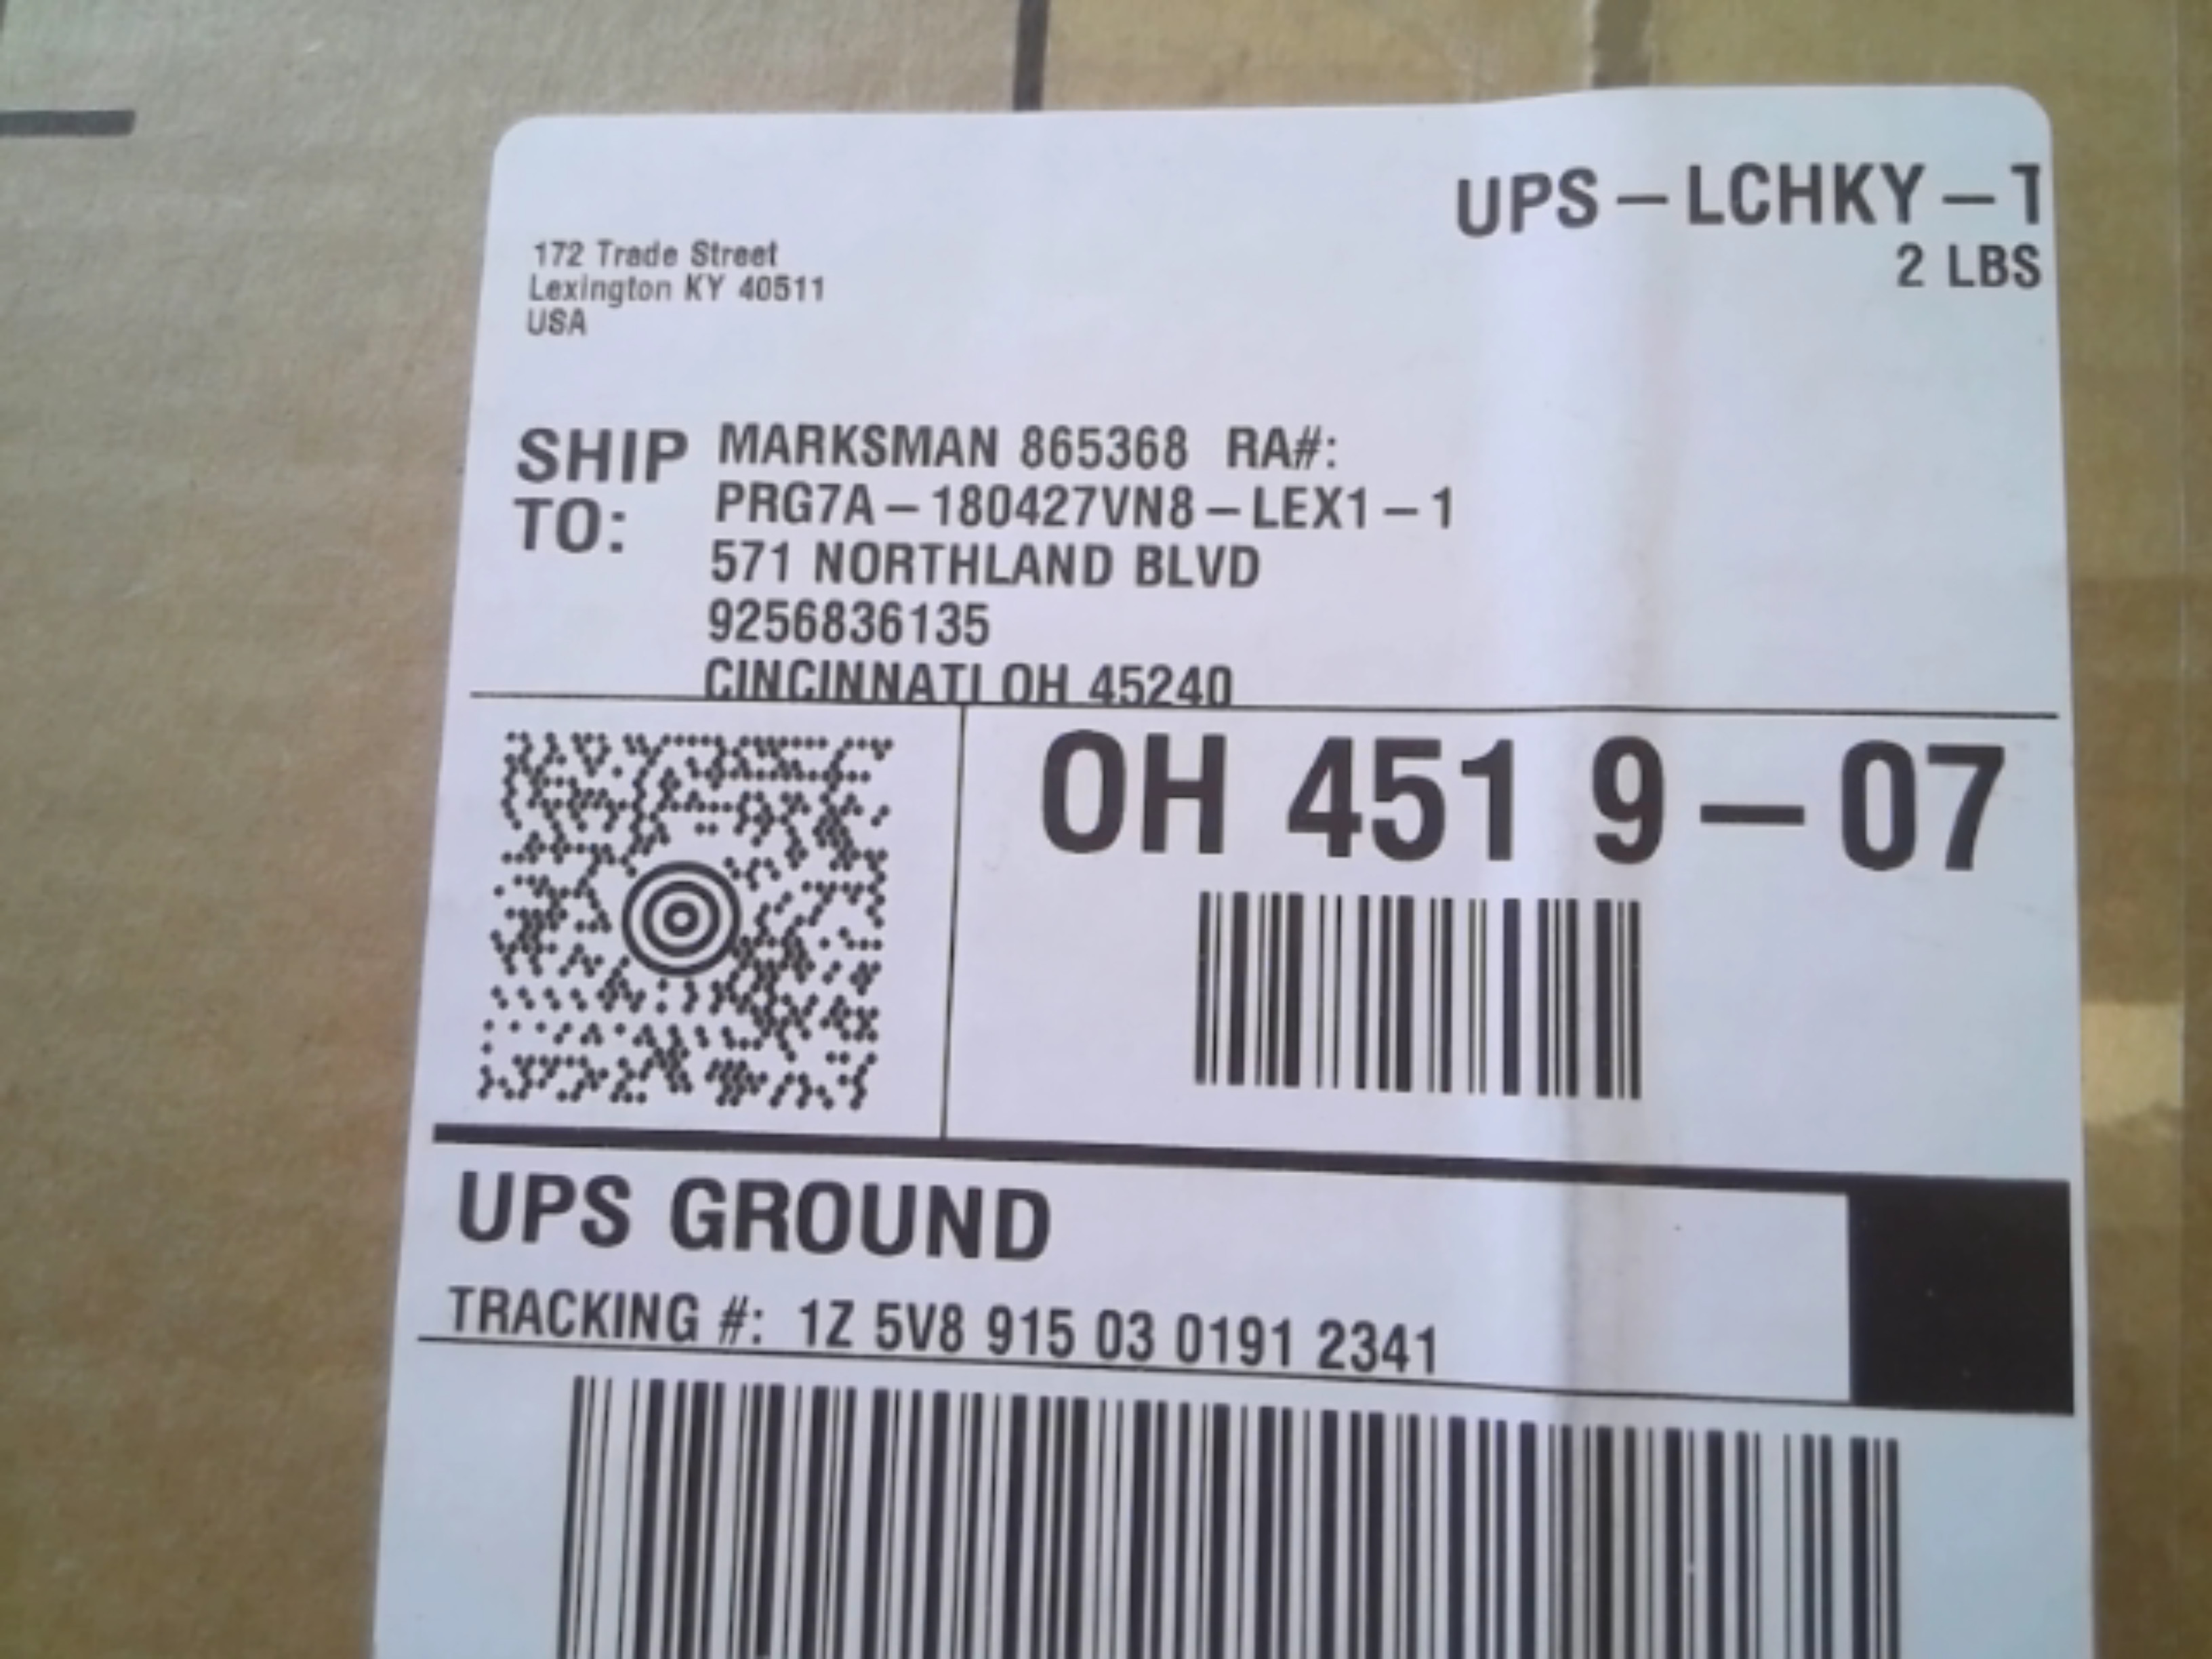 UPS – LCHKY – 1
2 LBS
172 Trade Street
Lexington KY 40511
USA
SHIP TO:
MARKSMAN 865368 RA#:
PRG7A – 180427VN8 – LEX1 – 1
571 NORTHLAND BLVD
9256836135
CINCINNATI OH 45240
OH 451 9 – 07
UPS GROUND
TRACKING #: 1Z 5V8 915 03 0191 2341